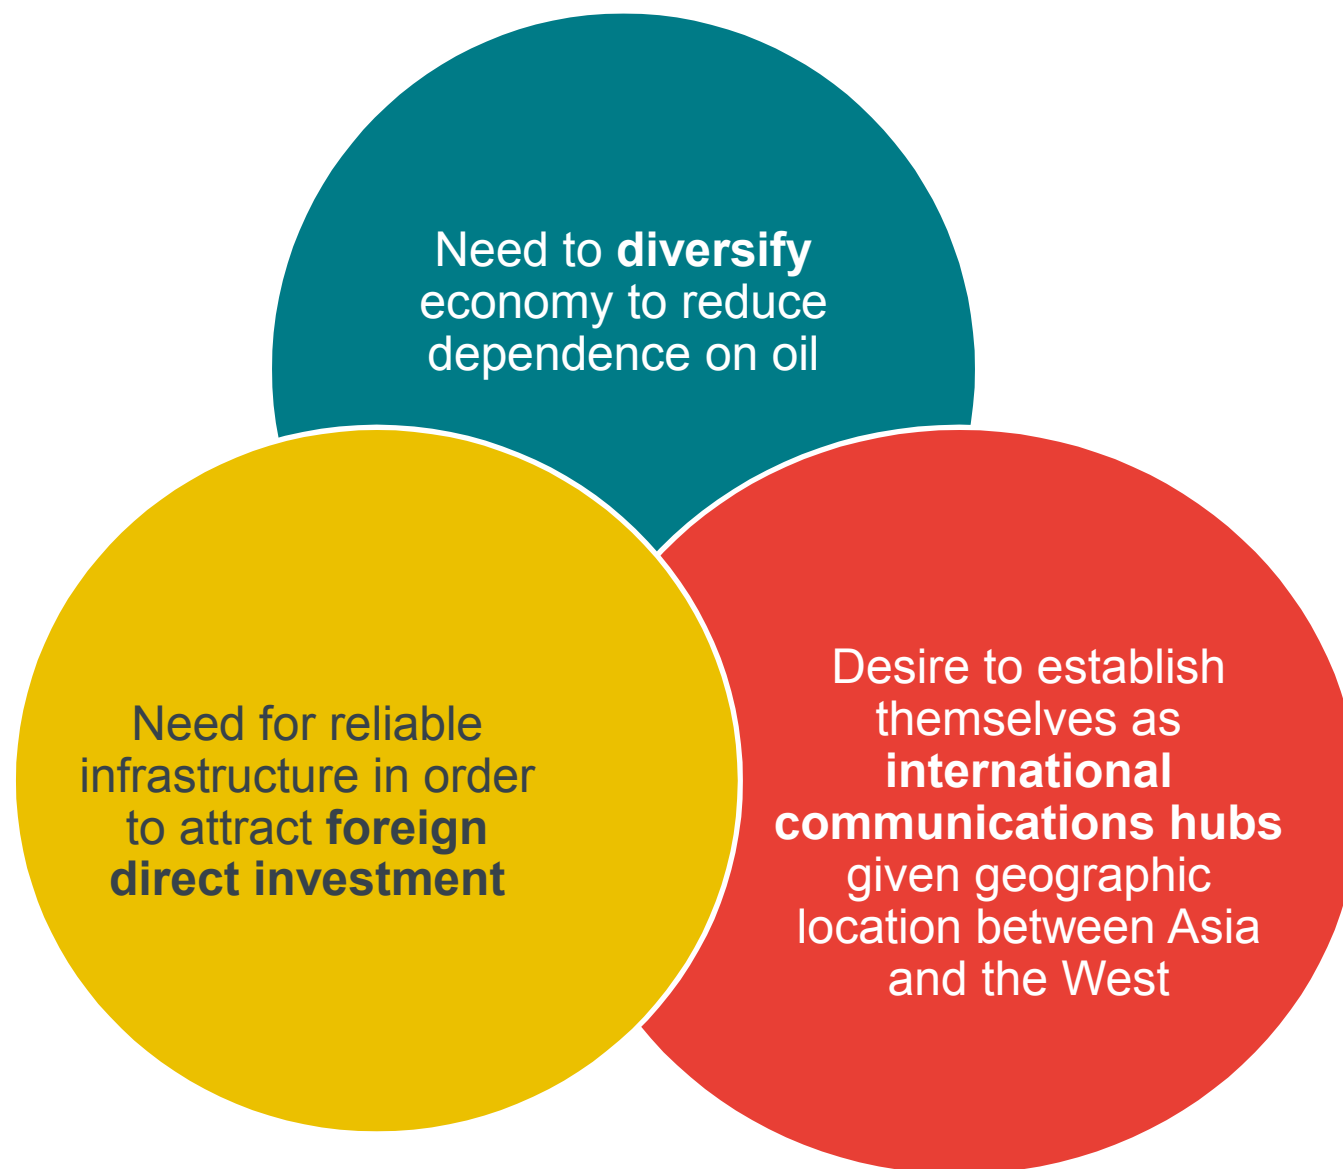 Need to diversify
economy to reduce
dependence on oil
Need for reliable
infrastructure in order
to attract foreign
direct investment
Desire to establish
themselves as
international
communications hubs
given geographic
location between Asia
and the West